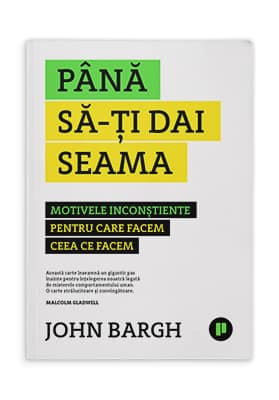 PÂNĂ
SĂ-ȚI DAI
SEAMA
MOTIVELE INCONȘTIENTE
PENTRU CARE FACEM
CEEA CE FACEM
Această carte înseamnă un gigantic pas
înainte pentru înțelegerea noastră legată
de misterele comportamentului uman.
O carte strălucitoare și convingătoare.
MALCOLM GLADWELL
JOHN BARGH
p